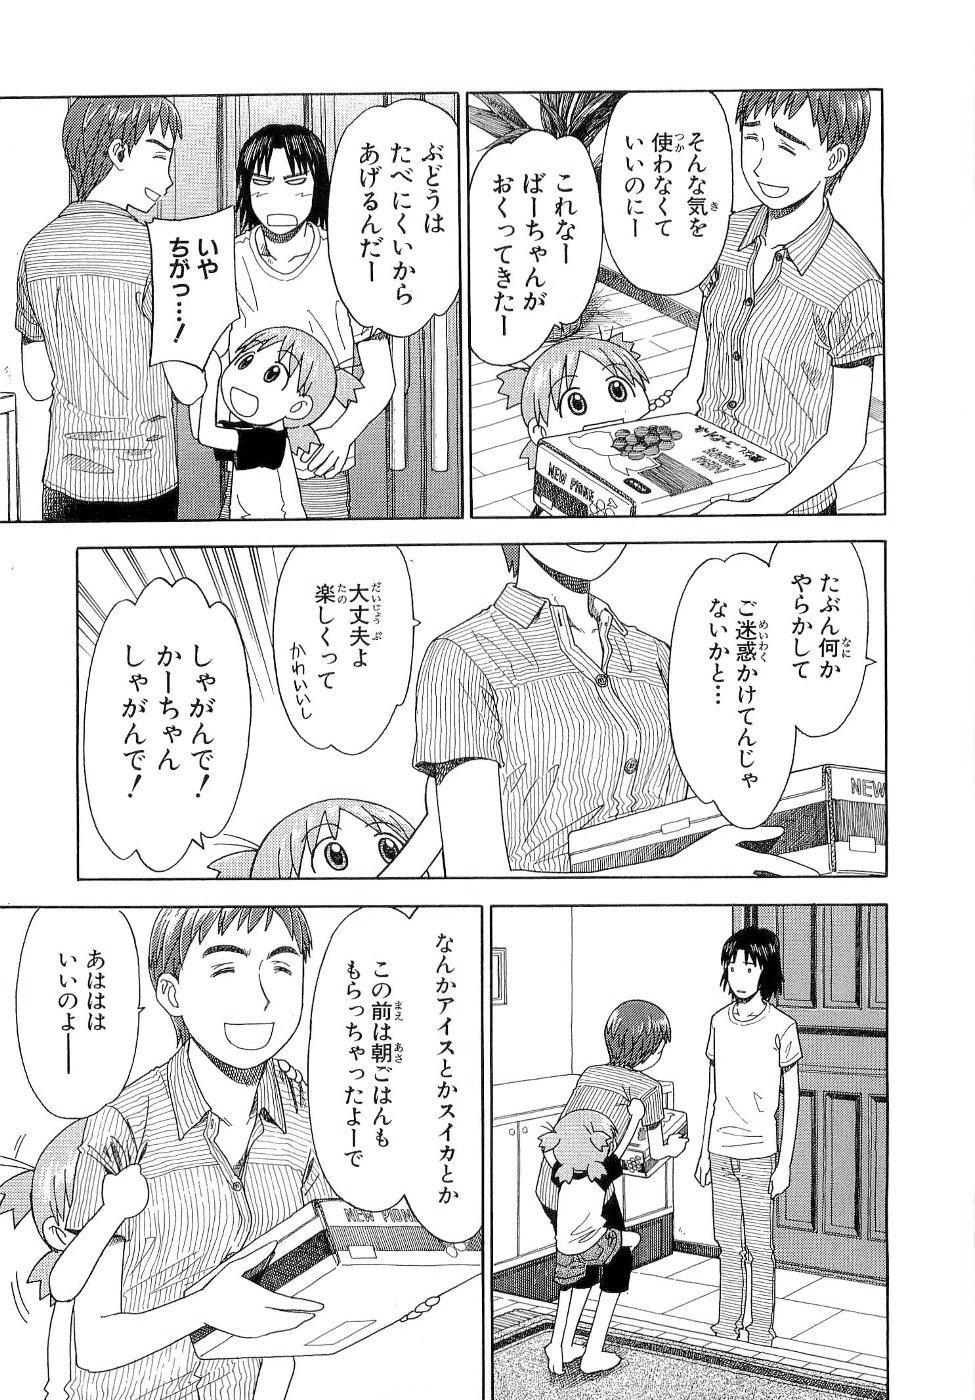 そんな気を
使わなくて
いいのにー
これなー
ばーちゃんが
おくってきたー
NEW PIONE
ぶどうは
たべにくいから
あげるんだー
いや
ちがっ…!
たぶん何か
やらかして
ご迷惑かけてんじゃ
ないかと…
大丈夫よ
楽しくって
かわいいし
しゃがんで!
かーちゃん
しゃがんで!
NEW
なんかアイスとかスイカとか
この前は朝ごはんも
もらっちゃったよーで
あははは
いいのよー
NEW PIONE